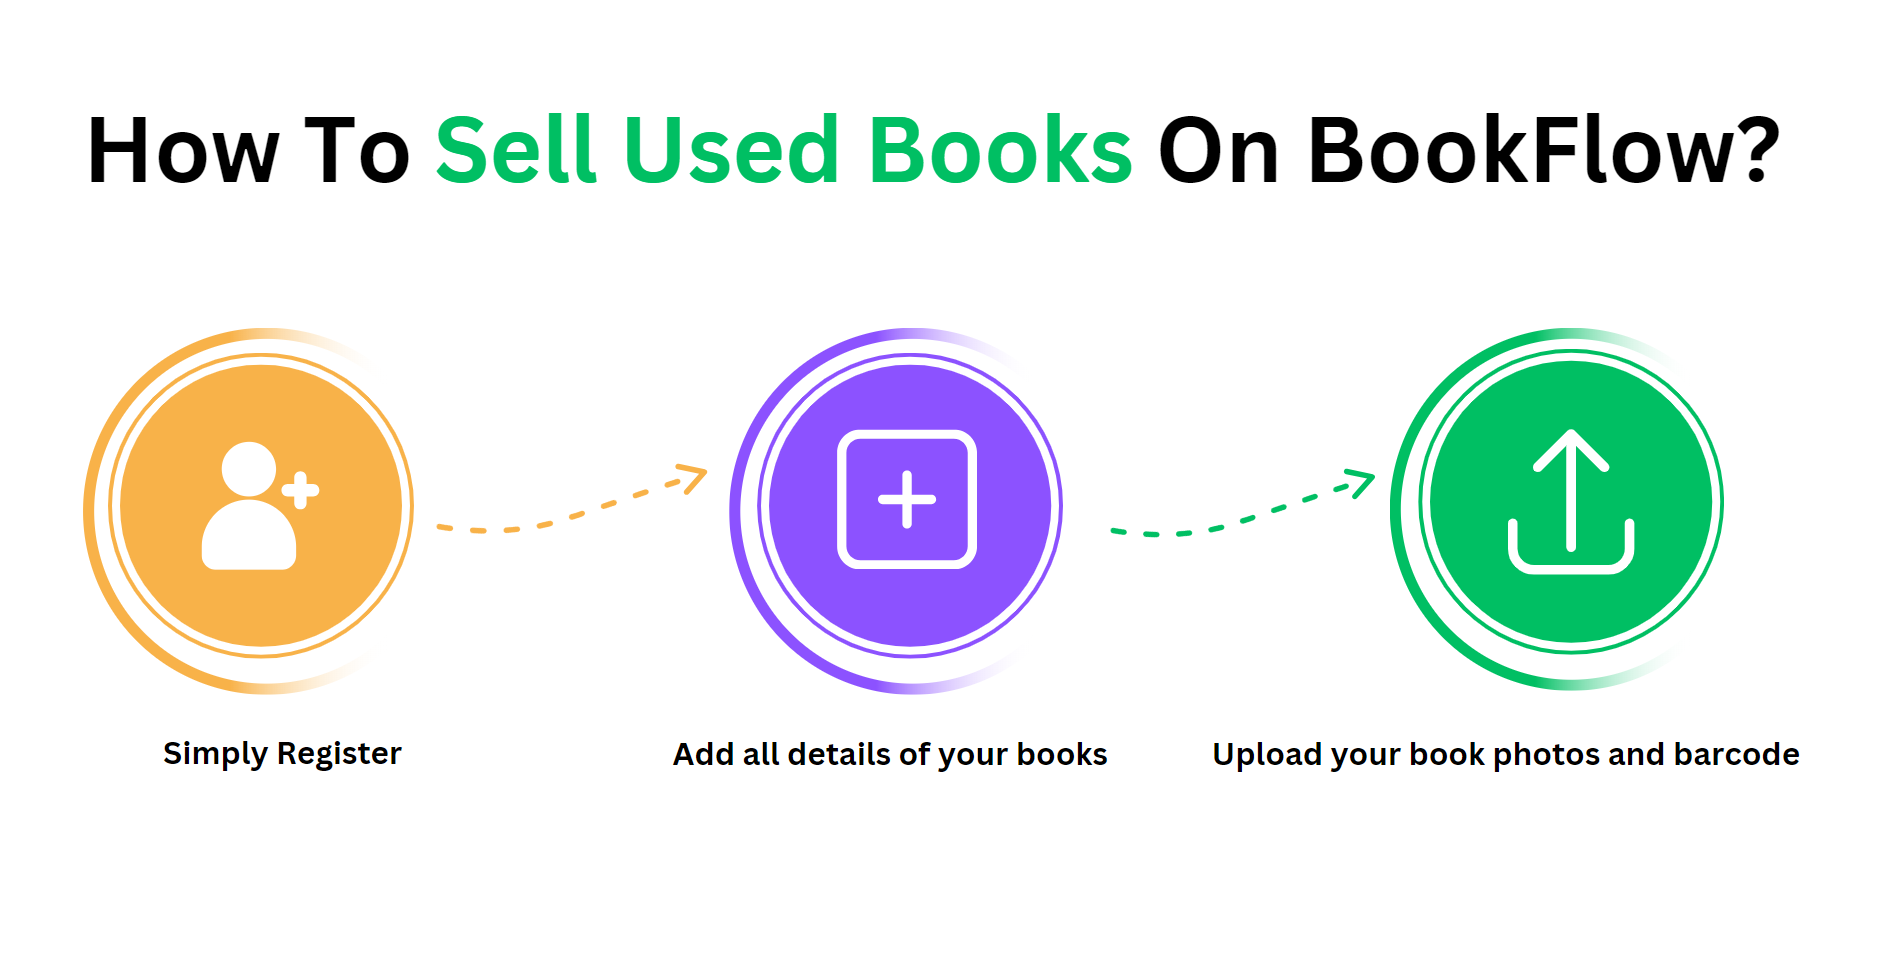 How To Sell Used Books On BookFlow?
Simply Register
Add all details of your books
Upload your book photos and barcode